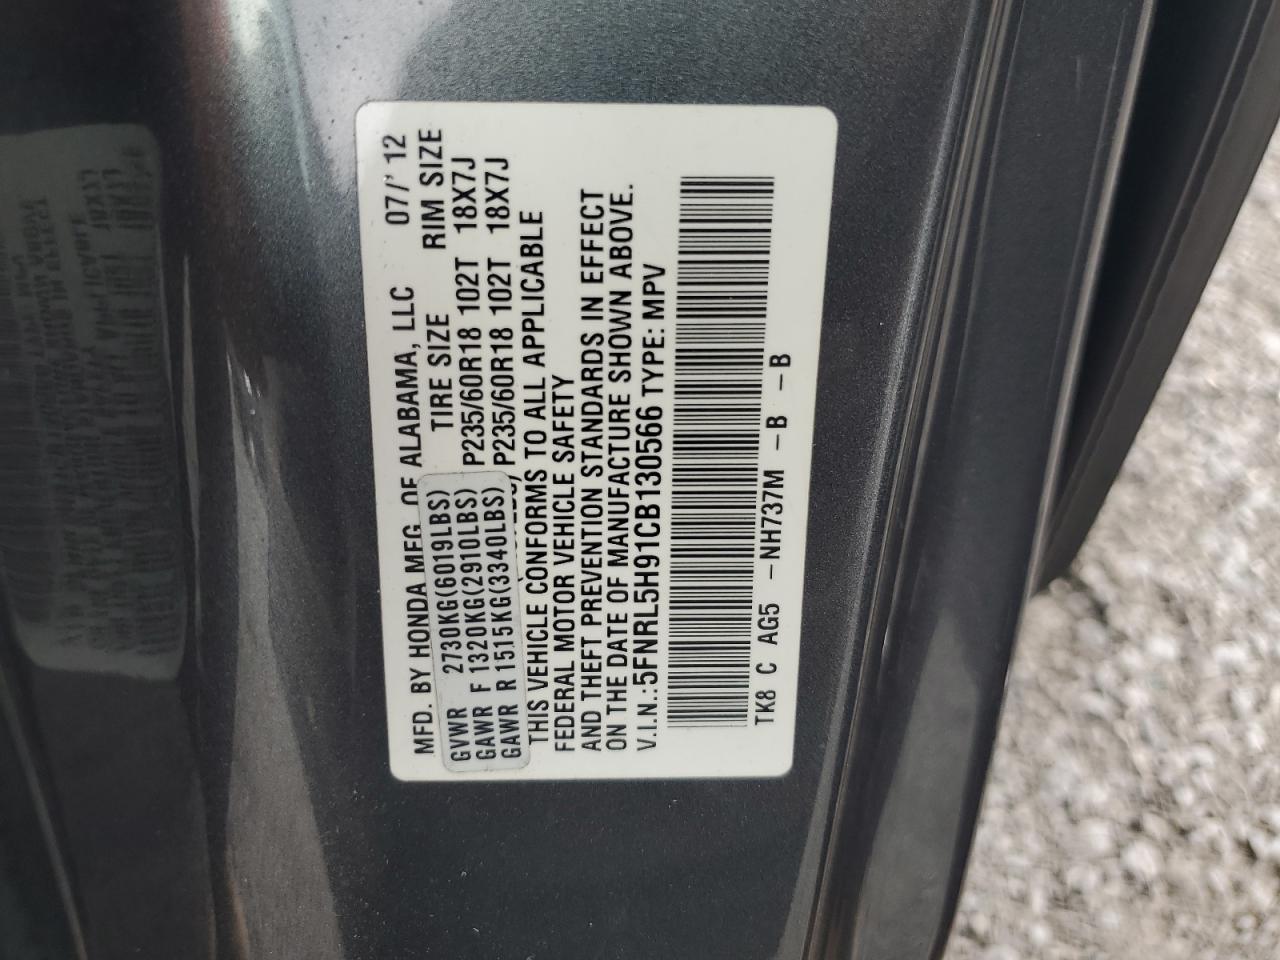 MFD. BY HONDA MFG. OF ALABAMA, LLC 07/12
TIRE SIZE RIM SIZE
GVWR 2730KG(6019LBS)
GAWR F 1320KG(2910LBS) P235/60R18 102T 18X7J
GAWR R 1515KG(3340LBS) P235/60R18 102T 18X7J
THIS VEHICLE CONFORMS TO ALL APPLICABLE
FEDERAL MOTOR VEHICLE SAFETY
AND THEFT PREVENTION STANDARDS IN EFFECT
ON THE DATE OF MANUFACTURE SHOWN ABOVE.
V.I.N.:5FNRL5H91CB130566 TYPE: MPV
TK8 C AG5 -NH737M -B -B